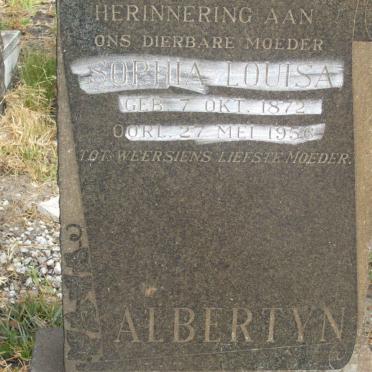 HERINNERING AAN
ONS DIERBARE MOEDER
SOPHIA LOUISA
GEB. 7 OKT. 1872
OORL. 27 MEI
TOT WEERSIENS LIEFSTE MOEDER.
ALBERTYN